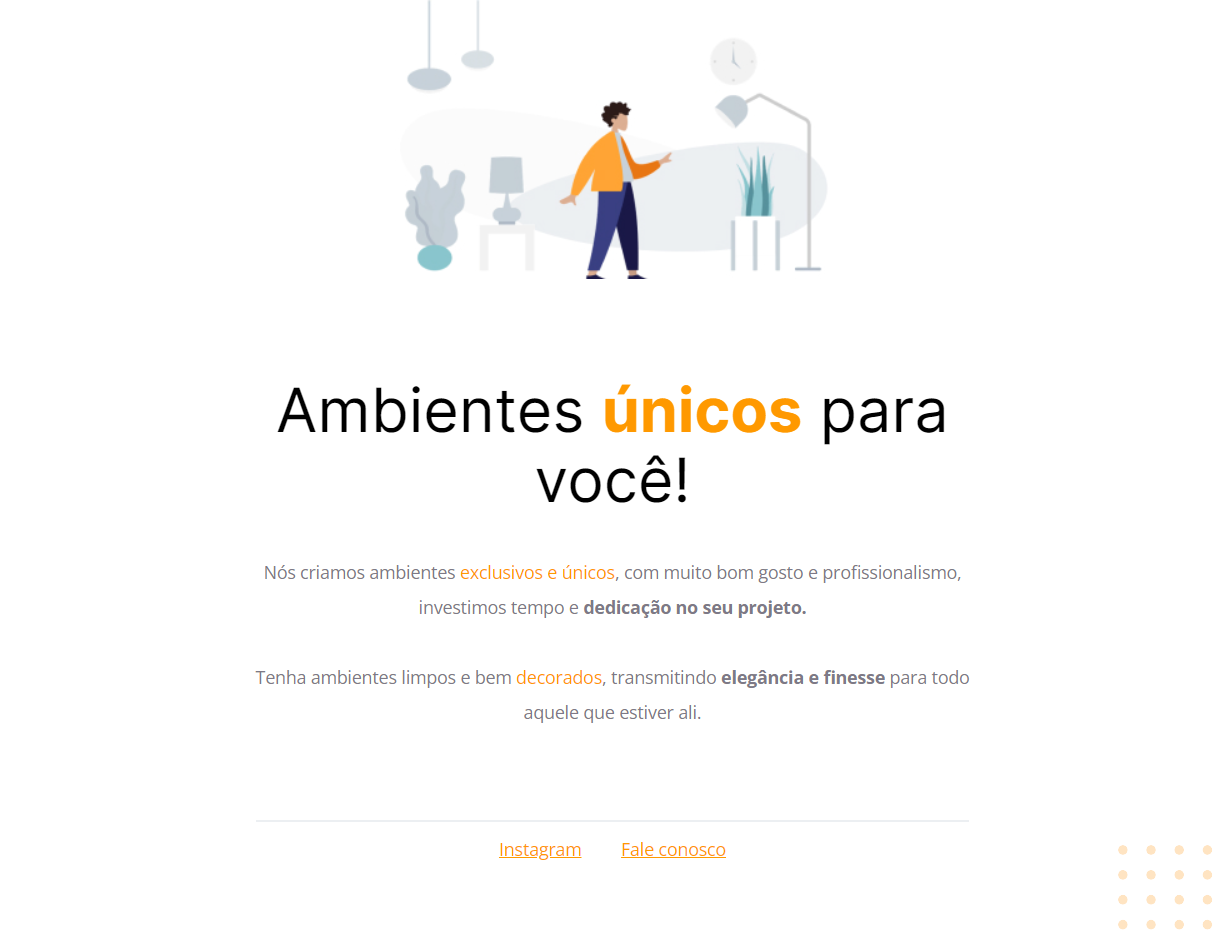 Ambientes únicos para
você!
Nós criamos ambientes exclusivos e únicos, com muito bom gosto e profissionalismo,
investimos tempo e dedicação no seu projeto.
Tenha ambientes limpos e bem decorados, transmitindo elegância e finesse para todo
aquele que estiver ali.
Instagram Fale conosco